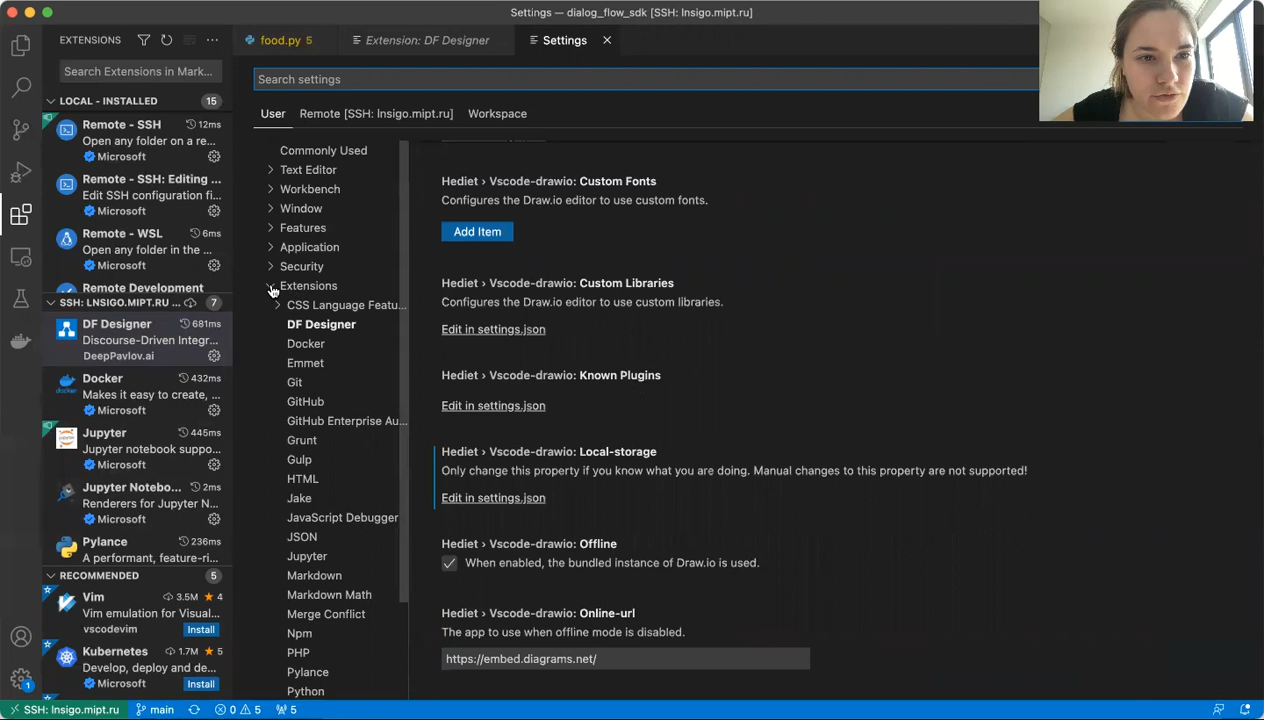 Settings — dialog_flow_sdk [SSH: lnsigo.mipt.ru]
EXTENSIONS
food.py 5
Extension: DF Designer
Settings
Search Extensions in Mark...
Search settings
LOCAL - INSTALLED 15
User
Remote [SSH: lnsigo.mipt.ru]
Workspace
Remote - SSH 12ms
Open any folder on a re...
Microsoft
Remote - SSH: Editing ...
Edit SSH configuration fi...
Microsoft
Remote - WSL 6ms
Open any folder in the ...
Microsoft
Remote Development
SSH: LNSIGO.MIPT.RU ... 7
DF Designer 681ms
Discourse-Driven Integr...
DeepPavlov.ai
Docker 432ms
Makes it easy to create, ...
Microsoft
Jupyter 445ms
Jupyter notebook suppo...
Microsoft
Jupyter Notebo... 2ms
Renderers for Jupyter N...
Microsoft
Pylance 236ms
A performant, feature-ri...
RECOMMENDED 5
Vim 3.5M 4
Vim emulation for Visual...
vscodevim Install
Kubernetes 1.7M 5
Develop, deploy and de...
Microsoft Install
Commonly Used
Text Editor
Workbench
Window
Features
Application
Security
Extensions
CSS Language Featu...
DF Designer
Docker
Emmet
Git
GitHub
GitHub Enterprise Au...
Grunt
Gulp
HTML
Jake
JavaScript Debugger
JSON
Jupyter
Markdown
Markdown Math
Merge Conflict
Npm
PHP
Pylance
Python
Hediet › Vscode-drawio: Custom Fonts
Configures the Draw.io editor to use custom fonts.
Add Item
Hediet › Vscode-drawio: Custom Libraries
Configures the Draw.io editor to use custom libraries.
Edit in settings.json
Hediet › Vscode-drawio: Known Plugins
Edit in settings.json
Hediet › Vscode-drawio: Local-storage
Only change this property if you know what you are doing. Manual changes to this property are not supported!
Edit in settings.json
Hediet › Vscode-drawio: Offline
When enabled, the bundled instance of Draw.io is used.
Hediet › Vscode-drawio: Online-url
The app to use when offline mode is disabled.
https://embed.diagrams.net/
1
SSH: lnsigo.mipt.ru main 0 5 5